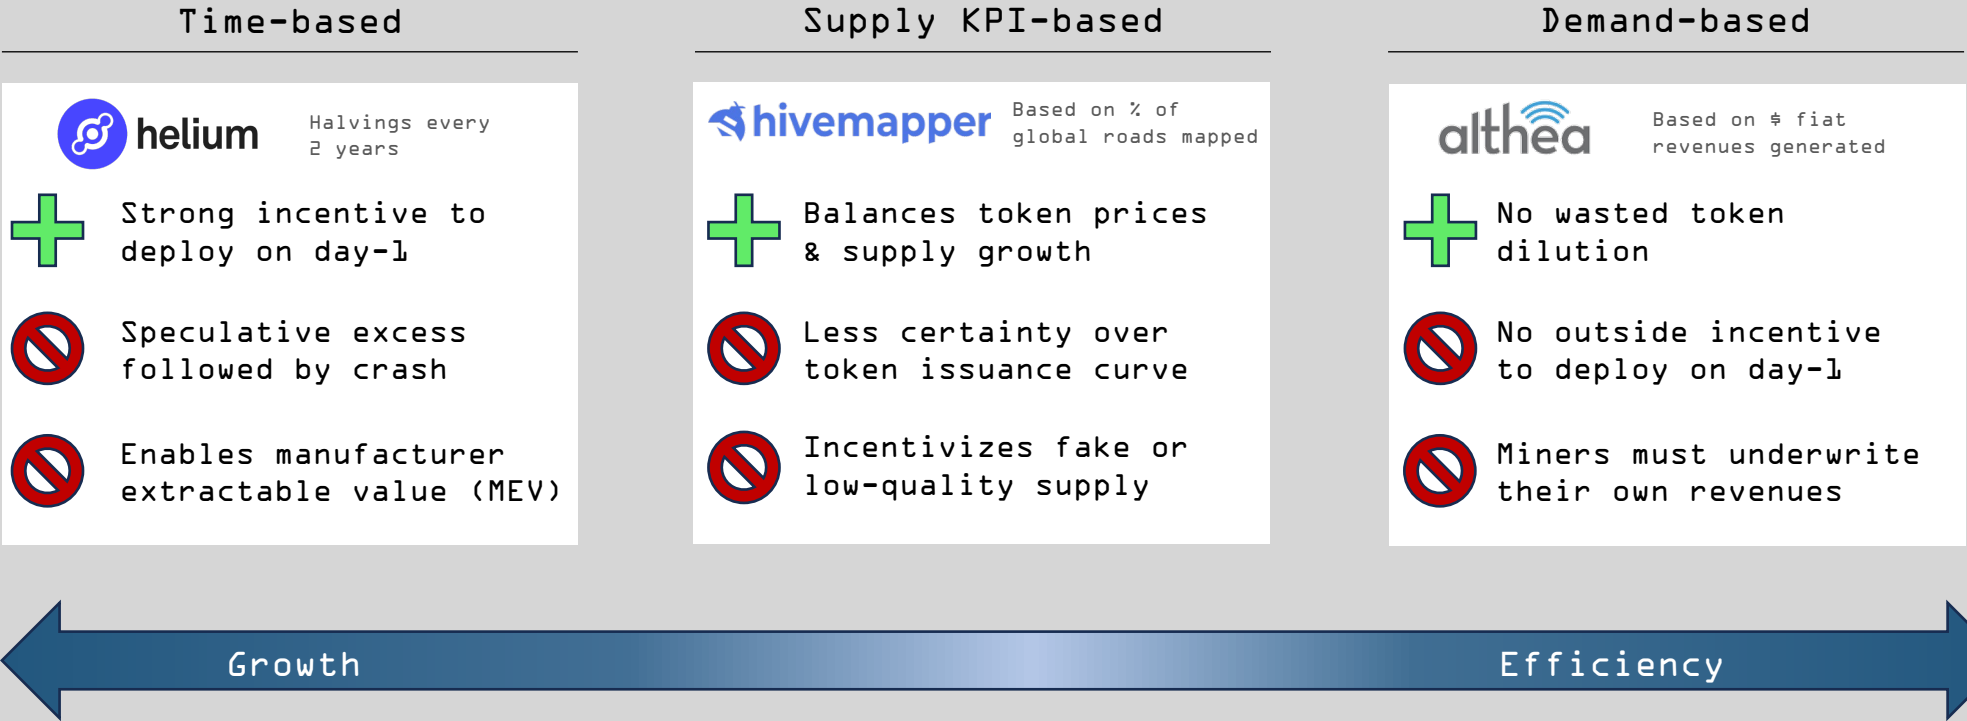 Time-based
helium
Halvings every
2 years
Strong incentive to
deploy on day-1
Speculative excess
followed by crash
Enables manufacturer
extractable value (MEV)
Supply KPI-based
hivemapper
Based on % of
global roads mapped
Balances token prices
& supply growth
Less certainty over
token issuance curve
Incentivizes fake or
low-quality supply
Demand-based
althea
Based on $ fiat
revenues generated
No wasted token
dilution
No outside incentive
to deploy on day-1
Miners must underwrite
their own revenues
Growth
Efficiency